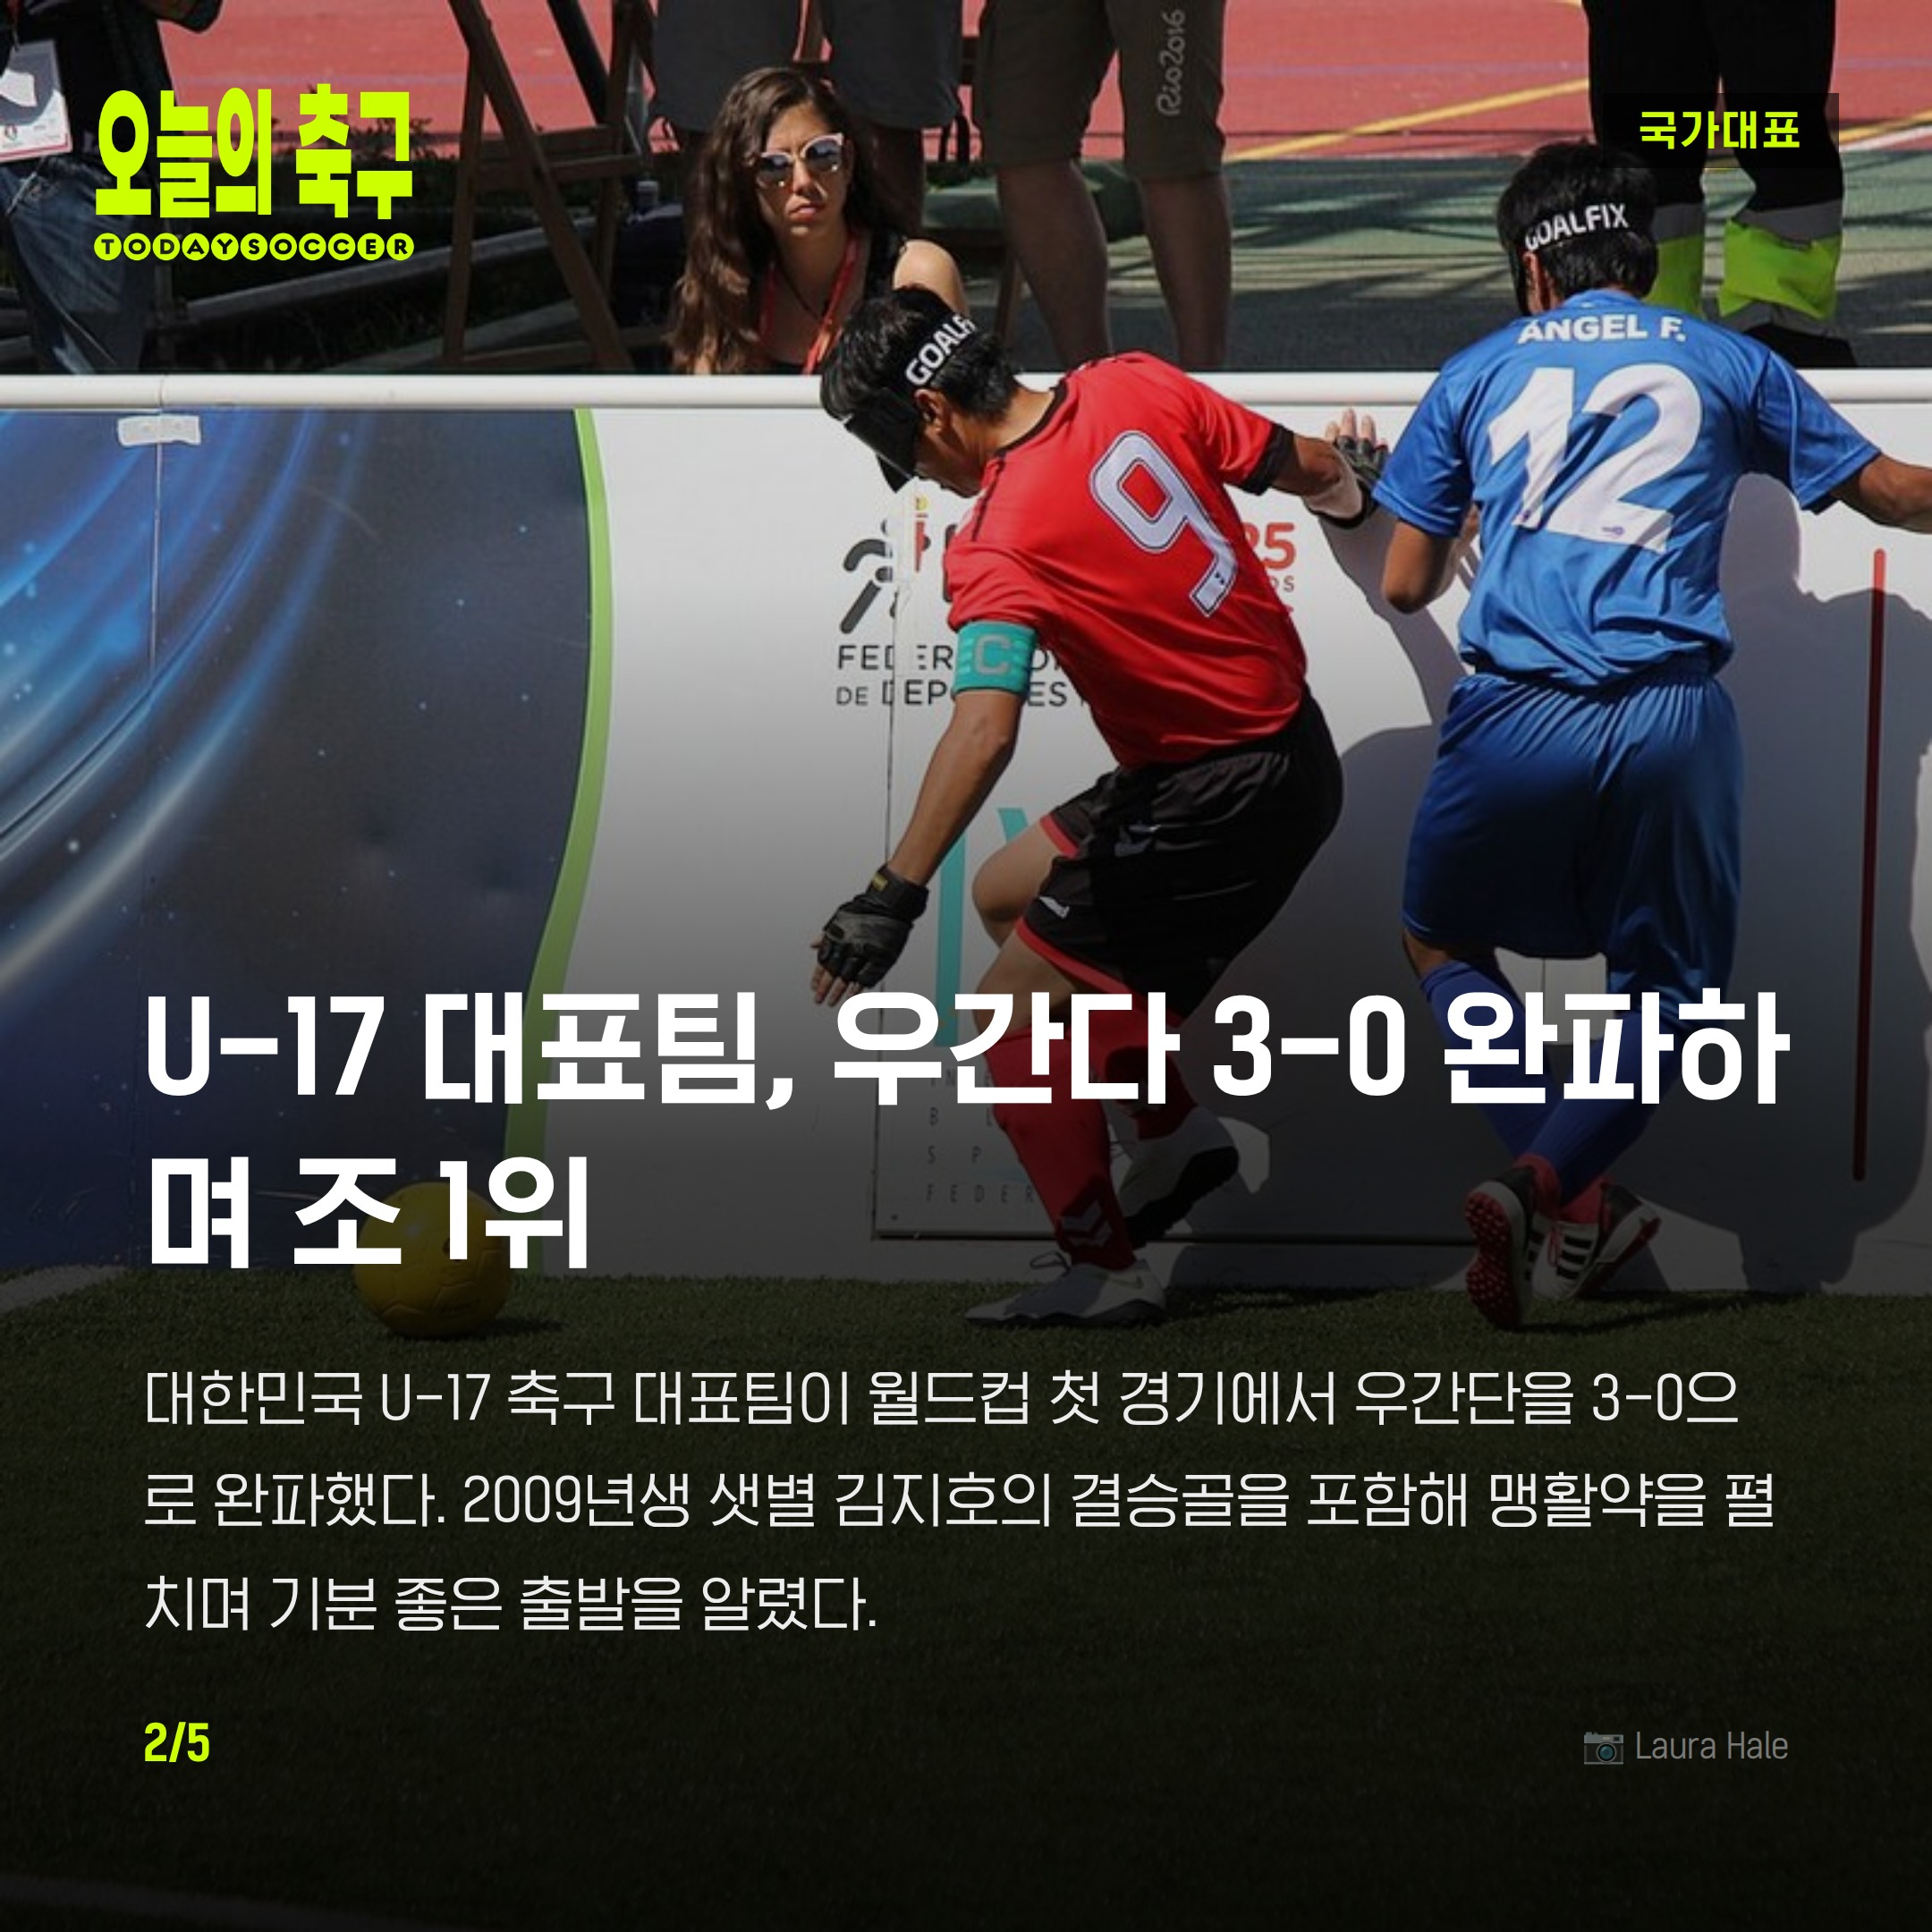 오늘의 축구
TODAYSOCCER
국가대표
Rio2016
GOALFIX
GOALFI
ANGEL F.
12
9
25
C
DE
U-17 대표팀, 우간다 3-0 완파하
며 조 1위
대한민국 U-17 축구 대표팀이 월드컵 첫 경기에서 우간단을 3-0으
로 완파했다. 2009년생 샛별 김지호의 결승골을 포함해 맹활약을 펼
치며 기분 좋은 출발을 알렸다.
2/5
Laura Hale